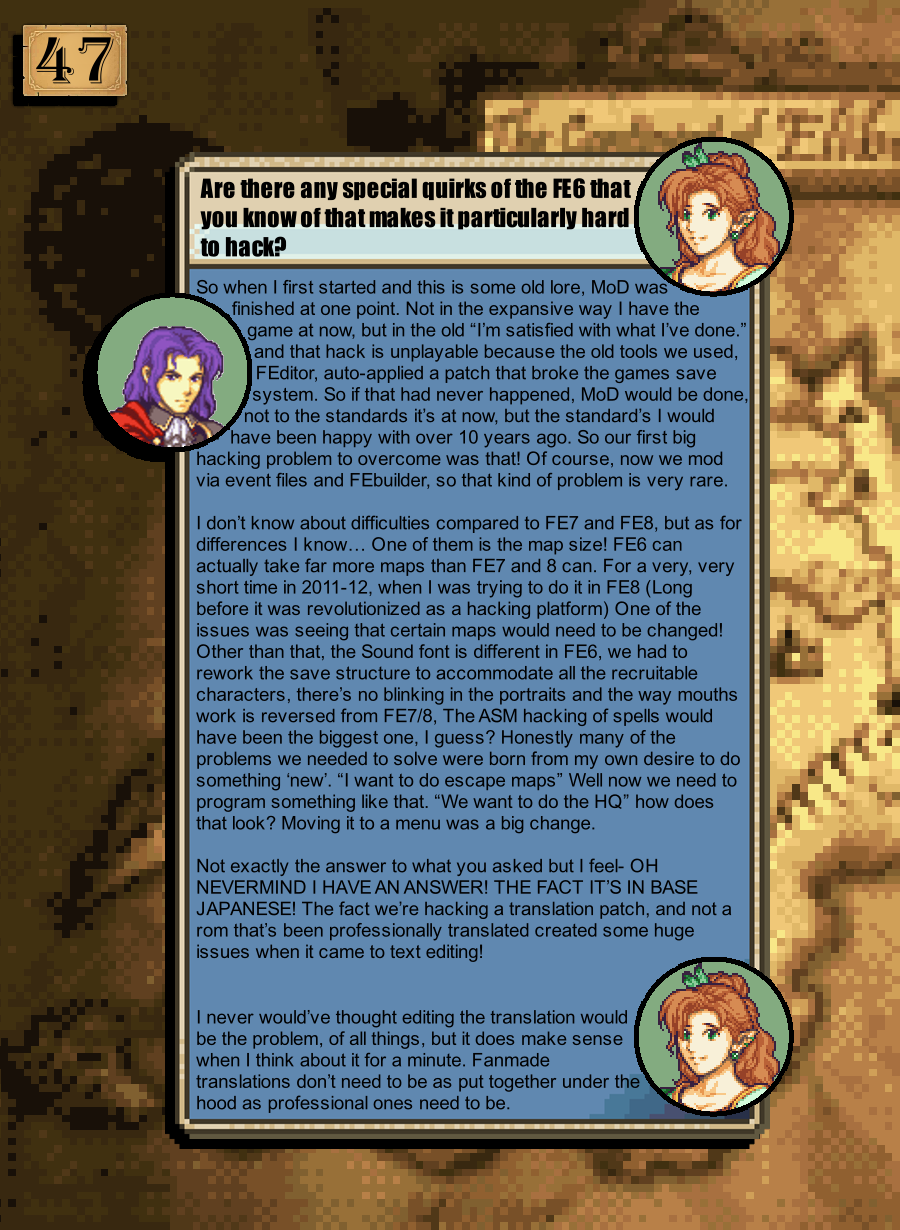 47
Are there any special quirks of the FE6 that
you know of that makes it particularly hard
to hack?
So when I first started and this is some old lore, MoD was
finished at one point. Not in the expansive way I have the
game at now, but in the old “I’m satisfied with what I’ve done.”
and that hack is unplayable because the old tools we used,
FEditor, auto-applied a patch that broke the games save
system. So if that had never happened, MoD would be done,
not to the standards it’s at now, but the standard’s I would
have been happy with over 10 years ago. So our first big
hacking problem to overcome was that! Of course, now we mod
via event files and FEbuilder, so that kind of problem is very rare.
I don’t know about difficulties compared to FE7 and FE8, but as for
differences I know… One of them is the map size! FE6 can
actually take far more maps than FE7 and 8 can. For a very, very
short time in 2011-12, when I was trying to do it in FE8 (Long
before it was revolutionized as a hacking platform) One of the
issues was seeing that certain maps would need to be changed!
Other than that, the Sound font is different in FE6, we had to
rework the save structure to accommodate all the recruitable
characters, there’s no blinking in the portraits and the way mouths
work is reversed from FE7/8, The ASM hacking of spells would
have been the biggest one, I guess? Honestly many of the
problems we needed to solve were born from my own desire to do
something ‘new’. “I want to do escape maps” Well now we need to
program something like that. “We want to do the HQ” how does
that look? Moving it to a menu was a big change.
Not exactly the answer to what you asked but I feel- OH
NEVERMIND I HAVE AN ANSWER! THE FACT IT’S IN BASE
JAPANESE! The fact we’re hacking a translation patch, and not a
rom that’s been professionally translated created some huge
issues when it came to text editing!
I never would’ve thought editing the translation would
be the problem, of all things, but it does make sense
when I think about it for a minute. Fanmade
translations don’t need to be as put together under the
hood as professional ones need to be.